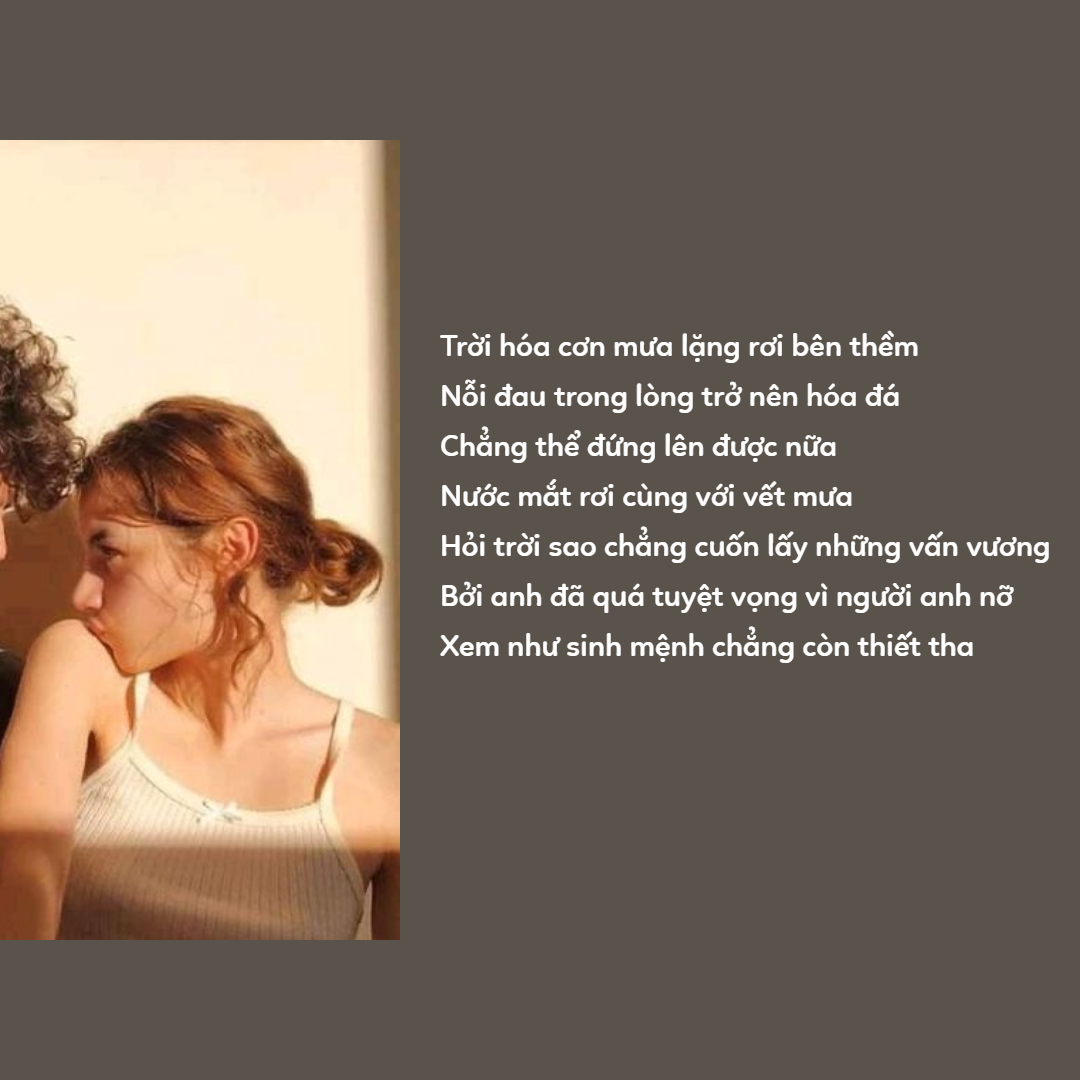 Trời hóa cơn mưa lặng rơi bên thềm
Nỗi đau trong lòng trở nên hóa đá
Chẳng thể đứng lên được nữa
Nước mắt rơi cùng với vết mưa
Hỏi trời sao chẳng cuốn lấy những vấn vương
Bởi anh đã quá tuyệt vọng vì người anh nỡ
Xem như sinh mệnh chẳng còn thiết tha